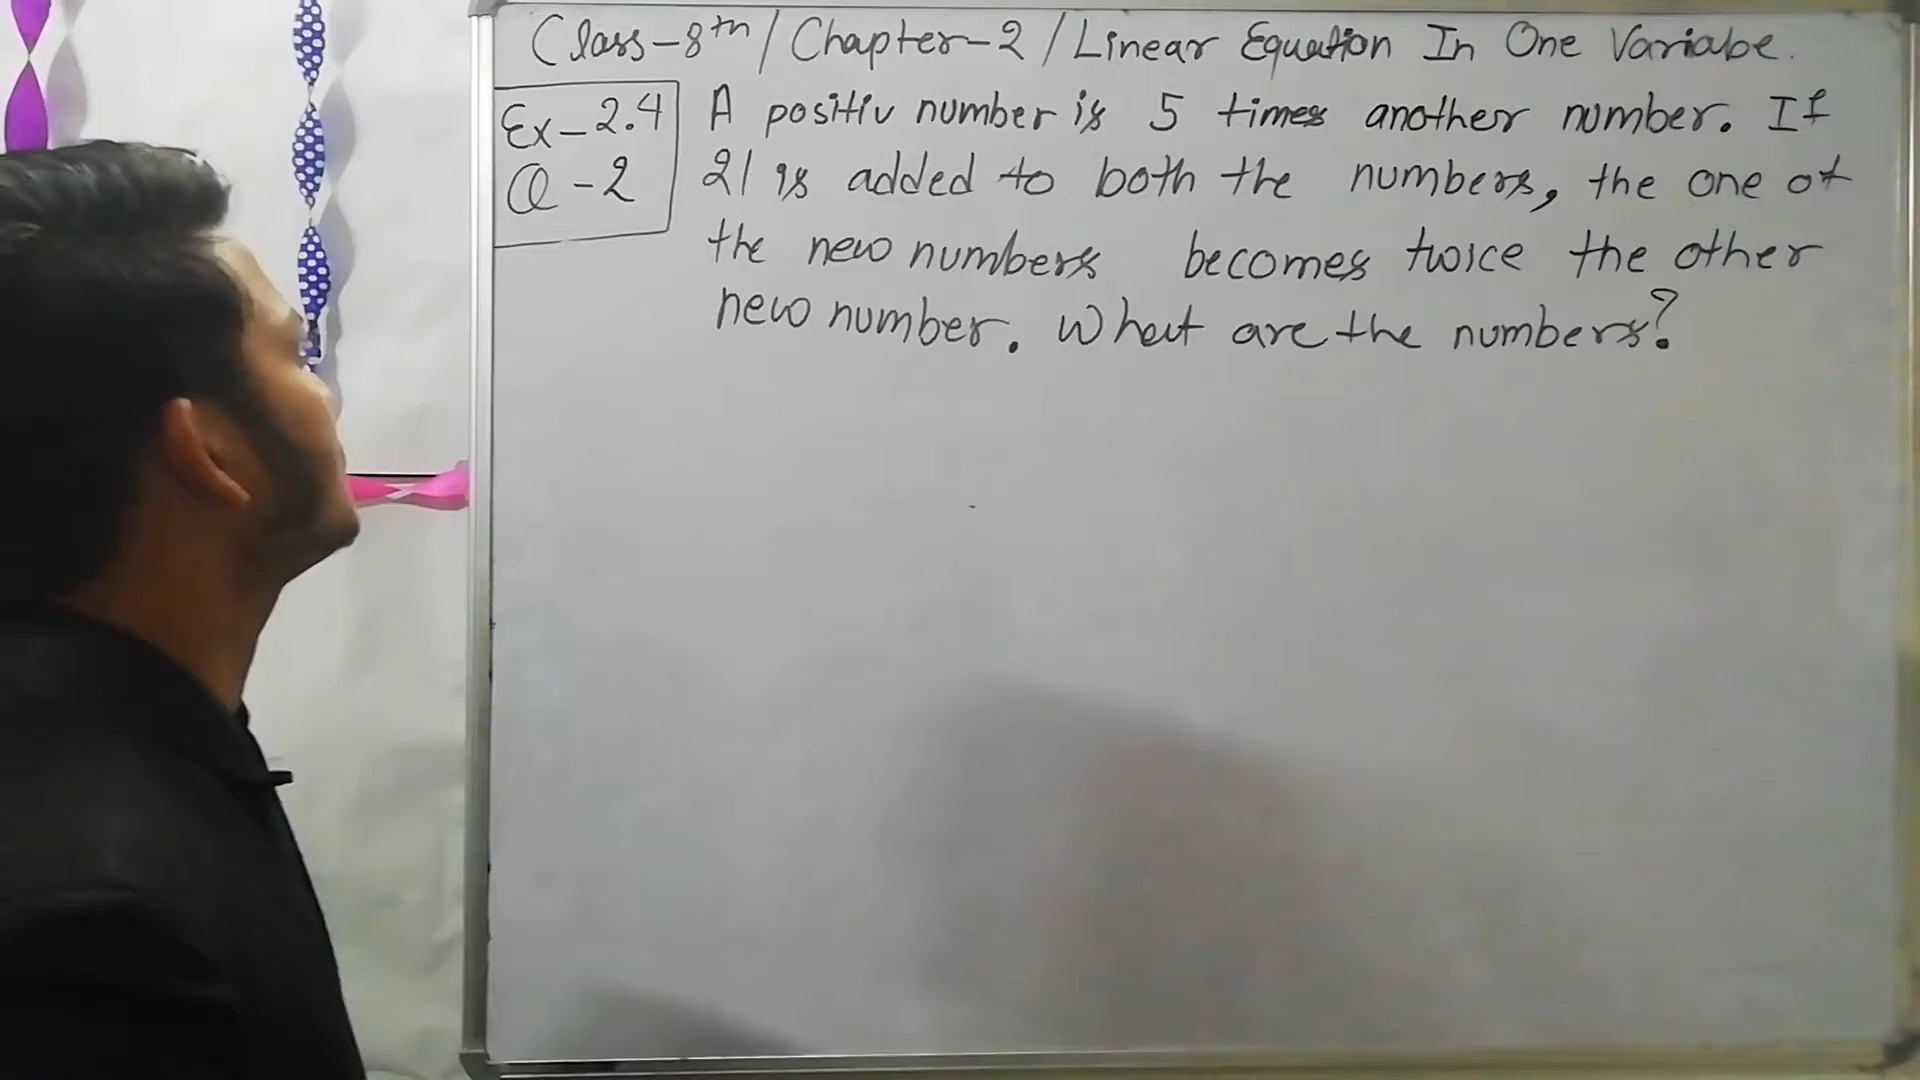 Class-8th / Chapter-2 / Linear Equation In One Variabe.
Ex-2.4
Q-2
A positiv number is 5 times another number. If
21 is added to both the numbers, the one of
the new numbers becomes twice the other
new number. What are the numbers?